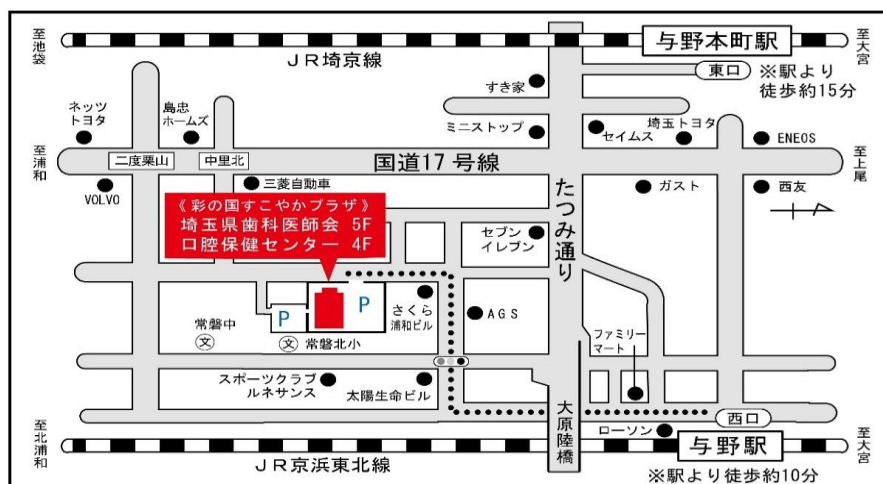 至池袋
JR埼京線
与野本町駅
至大宮
東口
※駅より
徒歩約15分
すき家
ネッツ
トヨタ
島忠
ホームズ
ミニストップ
セイムス
埼玉トヨタ
ENEOS
至浦和
二度栗山
中里北
国道17号線
至上尾
VOLVO
三菱自動車
ガスト
西友
たつみ通り
《彩の国すこやかプラザ》
埼玉県歯科医師会 5F
口腔保健センター 4F
セブン
イレブン
P
P
さくら
浦和ビル
AGS
常磐中
文
文
常磐北小
ファミリー
マート
スポーツクラブ
ルネサンス
太陽生命ビル
大原陸橋
西口
ローソン
至北浦和
JR京浜東北線
与野駅
至大宮
※駅より徒歩約10分